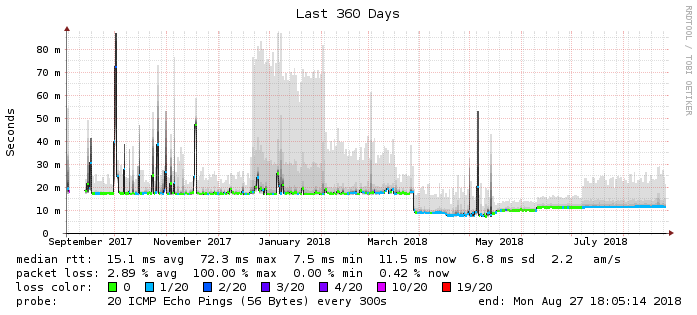 Last 360 Days
RRDTOOL / TOBI OETIKER
Seconds
80 m
70 m
60 m
50 m
40 m
30 m
20 m
10 m
0
September 2017 November 2017 January 2018 March 2018 May 2018 July 2018
median rtt: 15.1 ms avg 72.3 ms max 7.5 ms min 11.5 ms now 6.8 ms sd 2.2 am/s
packet loss: 2.89 % avg 100.00 % max 0.00 % min 0.42 % now
loss color: 0 1/20 2/20 3/20 4/20 10/20 19/20
probe: 20 ICMP Echo Pings (56 Bytes) every 300s end: Mon Aug 27 18:05:14 2018